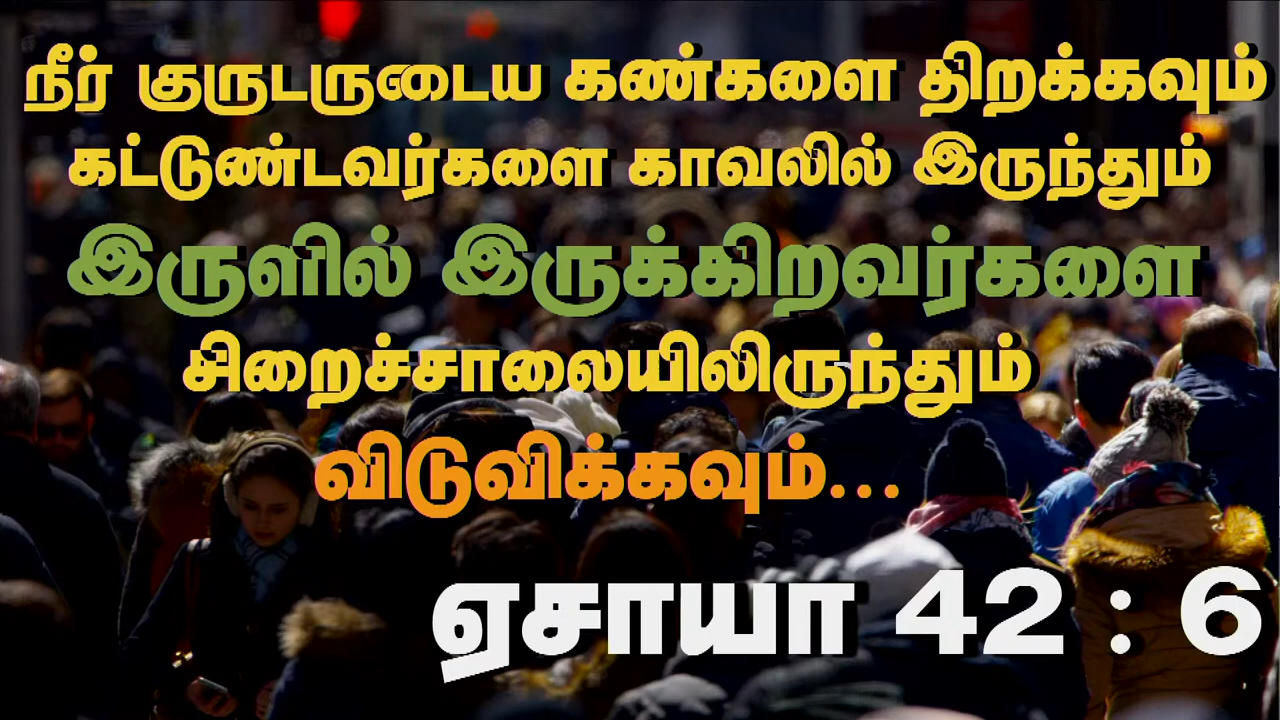 நீர் குருடருடைய கண்களை திறக்கவும்
கட்டுண்டவர்களை காவலில் இருந்தும்
இருளில் இருக்கிறவர்களை
சிறைச்சாலையிலிருந்தும்
விடுவிக்கவும்...
ஏசாயா 42 : 6